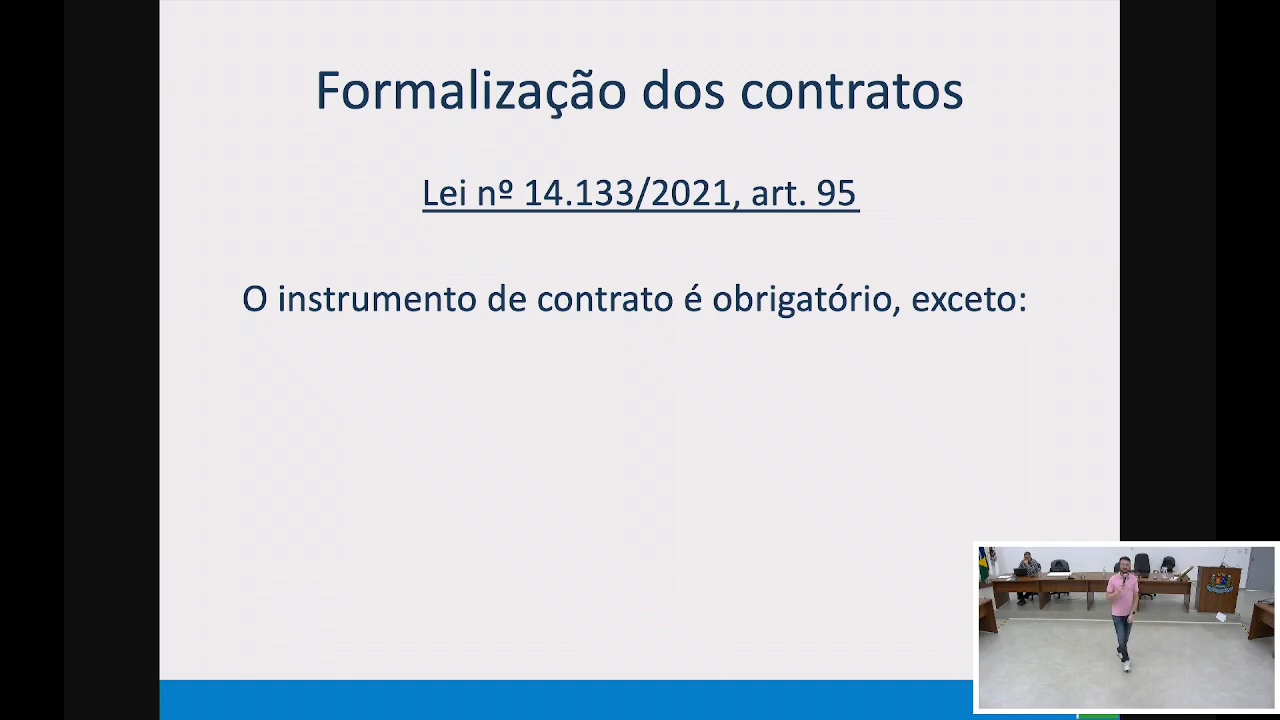 Formalização dos contratos
Lei nº 14.133/2021, art. 95
O instrumento de contrato é obrigatório, exceto: